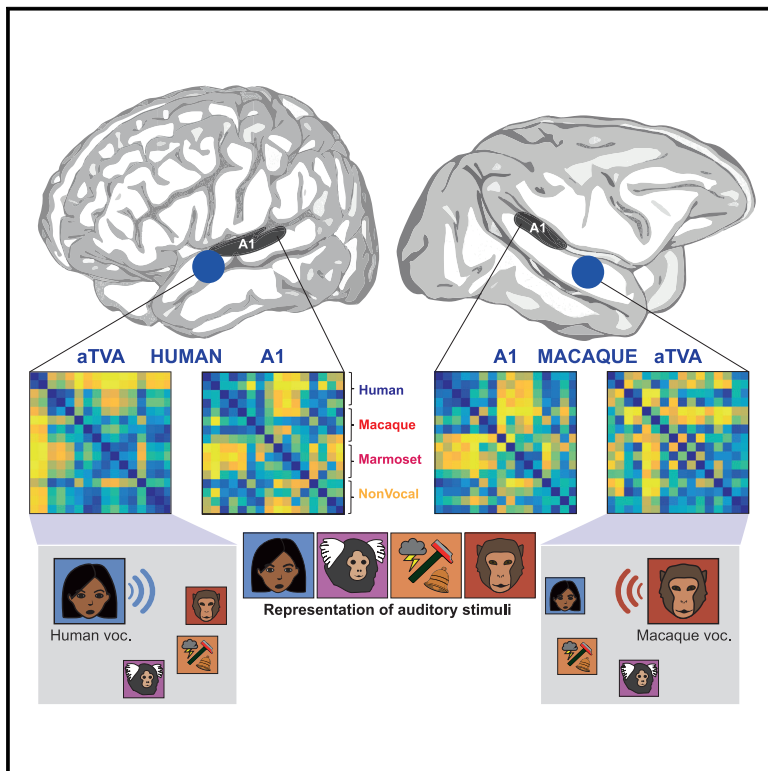 A1
A1
aTVA HUMAN A1
A1 MACAQUE aTVA
Human
Macaque
Marmoset
NonVocal
Human voc.
Representation of auditory stimuli
Macaque voc.